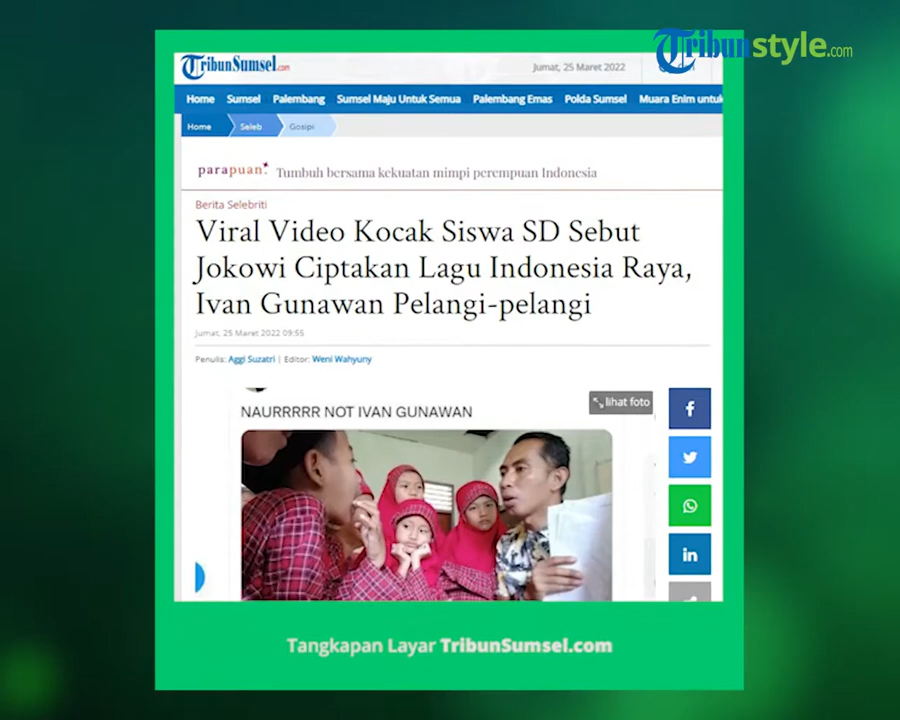 Tribunstyle.com
TribunSumsel.com
Jumat, 25 Maret 2022
Home Sumsel Palembang Sumsel Maju Untuk Semua Palembang Emas Polda Sumsel Muara Enim untuk
Home Seleb Gosipi
parapuan Tumbuh bersama kekuatan mimpi perempuan Indonesia
Berita Selebriti
Viral Video Kocak Siswa SD Sebut
Jokowi Ciptakan Lagu Indonesia Raya,
Ivan Gunawan Pelangi-pelangi
Jumat, 25 Maret 2022 09:55
Penulis: Aggi Suzatri | Editor: Weni Wahyuny
lihat foto
NAURRRRR NOT IVAN GUNAWAN
Tangkapan Layar TribunSumsel.com